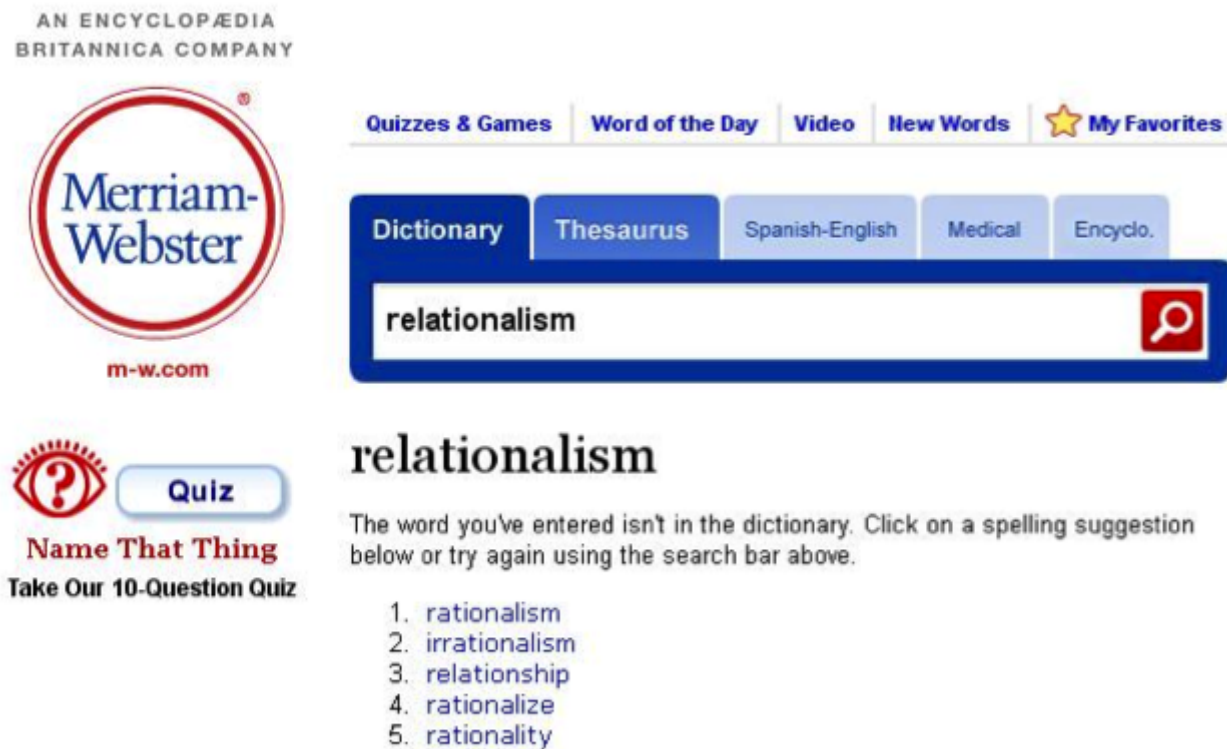 AN ENCYCLOPÆDIA
BRITANNICA COMPANY
®
Merriam-
Webster
m-w.com
Quizzes & Games Word of the Day Video New Words My Favorites
Dictionary Thesaurus Spanish-English Medical Encyclo.
relationalism
?
Quiz
Name That Thing
Take Our 10-Question Quiz
relationalism
The word you've entered isn't in the dictionary. Click on a spelling suggestion
below or try again using the search bar above.
1. rationalism
2. irrationalism
3. relationship
4. rationalize
5. rationality